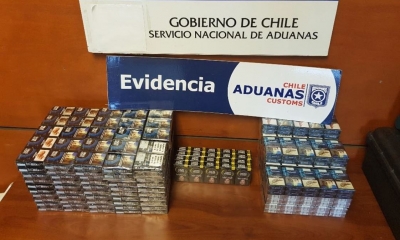 GOBIERNO DE CHILE
SERVICIO NACIONAL DE ADUANAS
Evidencia
CHILE
ADUANAS
CUSTOMS